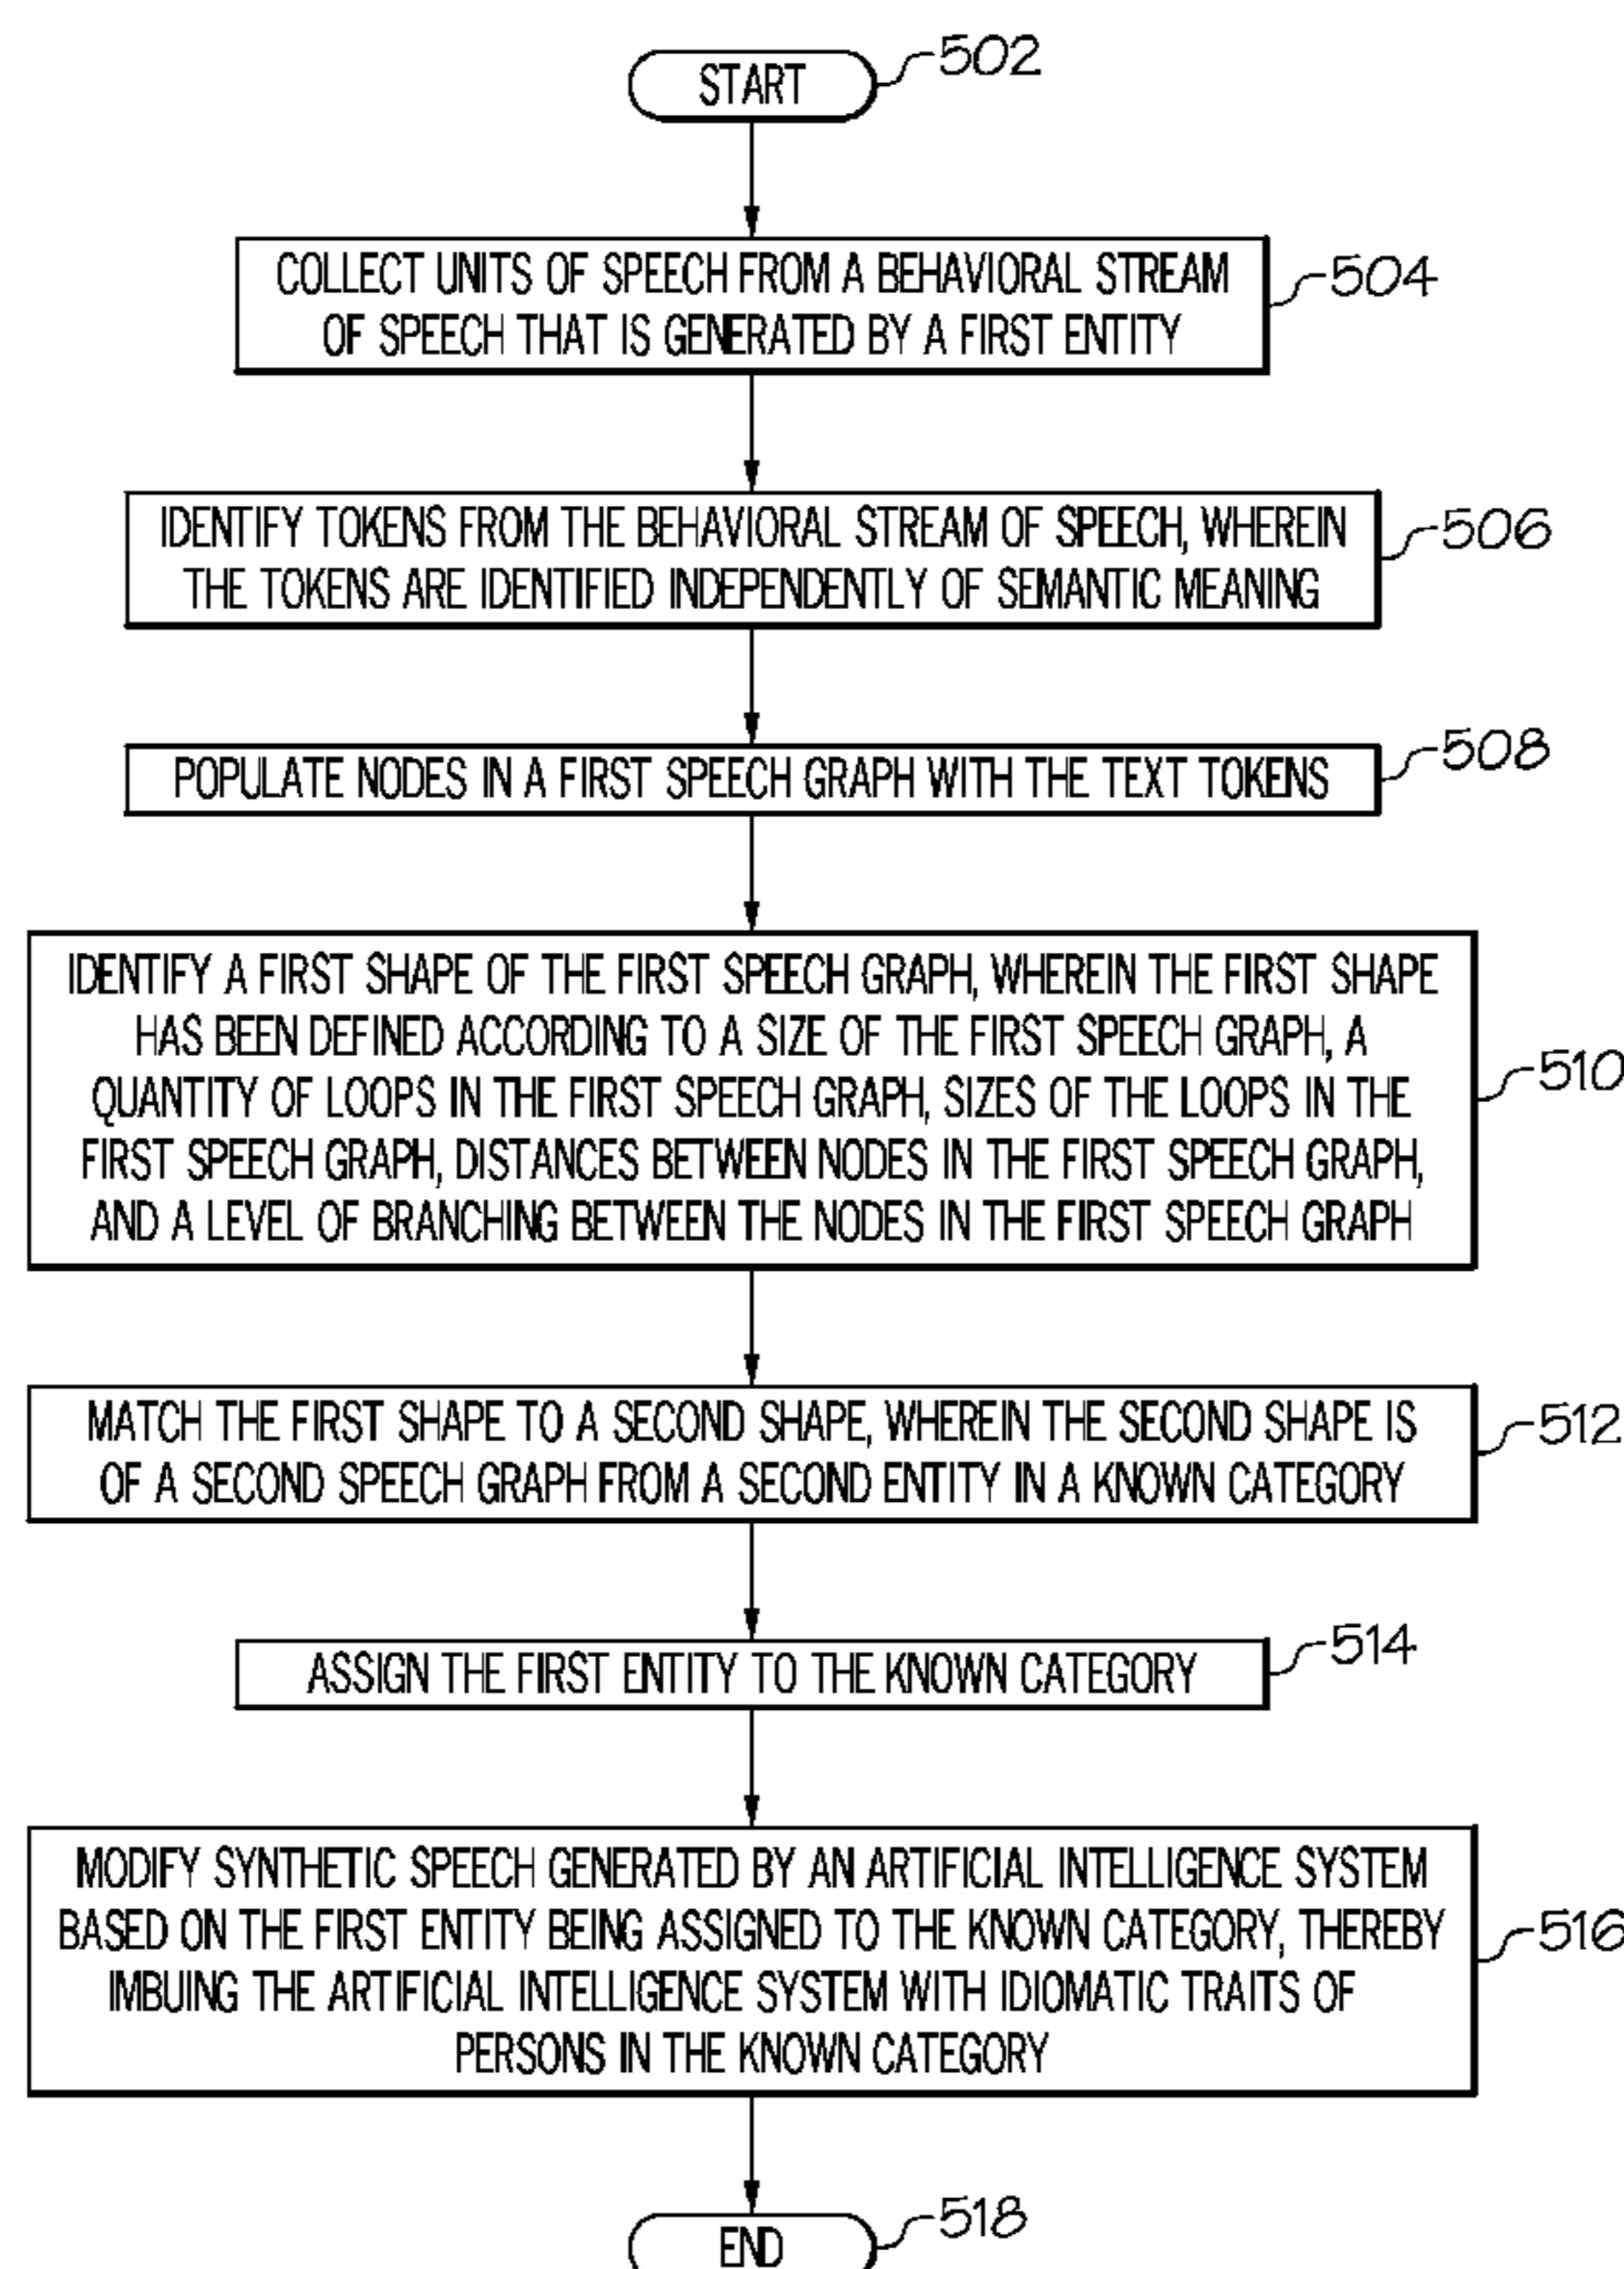 START
502
COLLECT UNITS OF SPEECH FROM A BEHAVIORAL STREAM
OF SPEECH THAT IS GENERATED BY A FIRST ENTITY
504
IDENTIFY TOKENS FROM THE BEHAVIORAL STREAM OF SPEECH, WHEREIN
THE TOKENS ARE IDENTIFIED INDEPENDENTLY OF SEMANTIC MEANING
506
POPULATE NODES IN A FIRST SPEECH GRAPH WITH THE TEXT TOKENS
508
IDENTIFY A FIRST SHAPE OF THE FIRST SPEECH GRAPH, WHEREIN THE FIRST SHAPE
HAS BEEN DEFINED ACCORDING TO A SIZE OF THE FIRST SPEECH GRAPH, A
QUANTITY OF LOOPS IN THE FIRST SPEECH GRAPH, SIZES OF THE LOOPS IN THE
FIRST SPEECH GRAPH, DISTANCES BETWEEN NODES IN THE FIRST SPEECH GRAPH,
AND A LEVEL OF BRANCHING BETWEEN THE NODES IN THE FIRST SPEECH GRAPH
510
MATCH THE FIRST SHAPE TO A SECOND SHAPE, WHEREIN THE SECOND SHAPE IS
OF A SECOND SPEECH GRAPH FROM A SECOND ENTITY IN A KNOWN CATEGORY
512
ASSIGN THE FIRST ENTITY TO THE KNOWN CATEGORY
514
MODIFY SYNTHETIC SPEECH GENERATED BY AN ARTIFICIAL INTELLIGENCE SYSTEM
BASED ON THE FIRST ENTITY BEING ASSIGNED TO THE KNOWN CATEGORY, THEREBY
IMBUING THE ARTIFICIAL INTELLIGENCE SYSTEM WITH IDIOMATIC TRAITS OF
PERSONS IN THE KNOWN CATEGORY
516
END
518